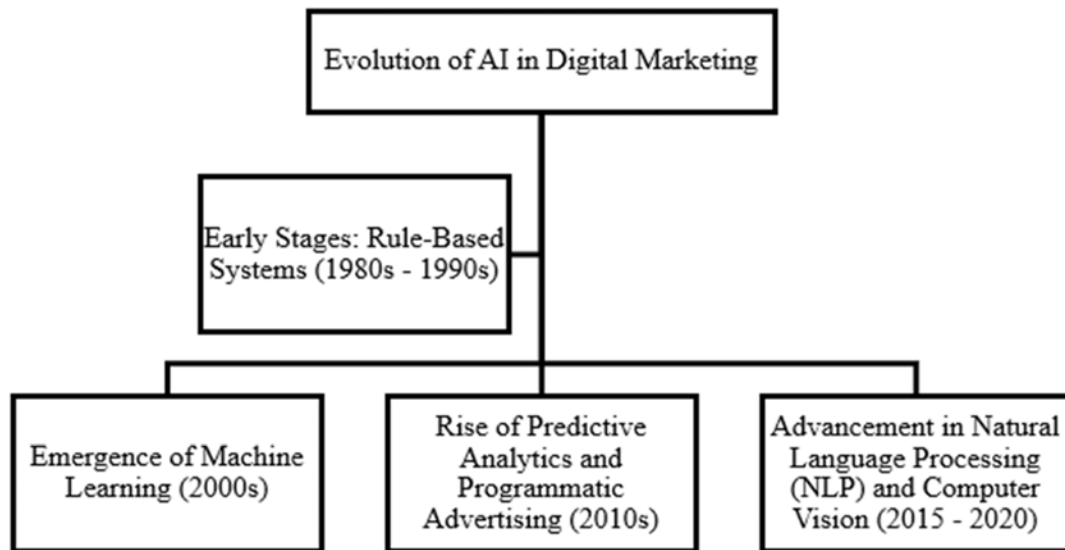 Evolution of AI in Digital Marketing
Early Stages: Rule-Based
Systems (1980s - 1990s)
Emergence of Machine
Learning (2000s)
Rise of Predictive
Analytics and
Programmatic
Advertising (2010s)
Advancement in Natural
Language Processing
(NLP) and Computer
Vision (2015 - 2020)